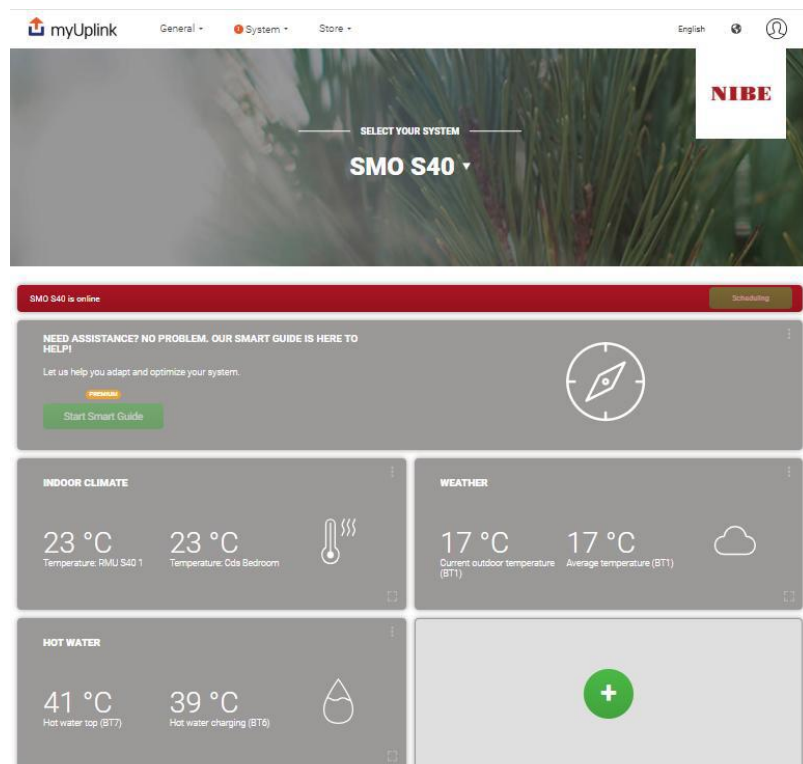 myUplink
General
System
Store
English
NIBE
SELECT YOUR SYSTEM
SMO S40
SMO S40 is online
Scheduling
NEED ASSISTANCE? NO PROBLEM. OUR SMART GUIDE IS HERE TO
HELP!
Let us help you adapt and optimize your system.
PREMIUM
Start Smart Guide
INDOOR CLIMATE
23 °C
Temperature: RMU S40 1
23 °C
Temperature: Cds Bedroom
WEATHER
17 °C
Current outdoor temperature
(BT1)
17 °C
Average temperature (BT1)
HOT WATER
41 °C
Hot water top (BT7)
39 °C
Hot water charging (BT6)
+